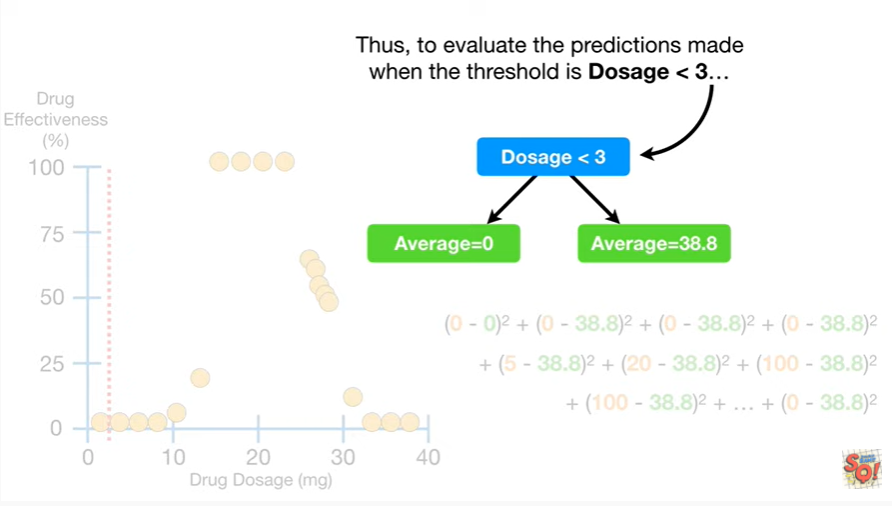 Thus, to evaluate the predictions made
when the threshold is Dosage < 3…
Drug
Effectiveness
(%)
100
75
50
25
0
0 10 20 30 40
Drug Dosage (mg)
Dosage < 3
Average=0
Average=38.8
(0 - 0)² + (0 - 38.8)² + (0 - 38.8)² + (0 - 38.8)²
+ (5 - 38.8)² + (20 - 38.8)² + (100 - 38.8)²
+ (100 - 38.8)² + … + (0 - 38.8)²
SQ!